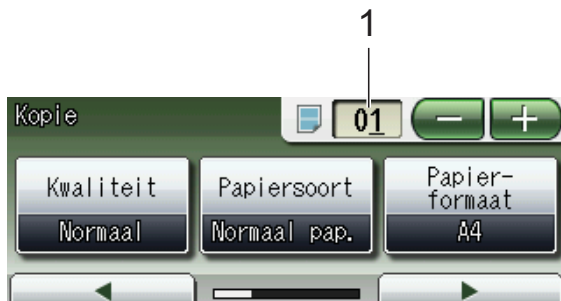 1
Kopie 01 − +
Kwaliteit Papiersoort Papier-
formaat
Normaal Normaal pap. A4